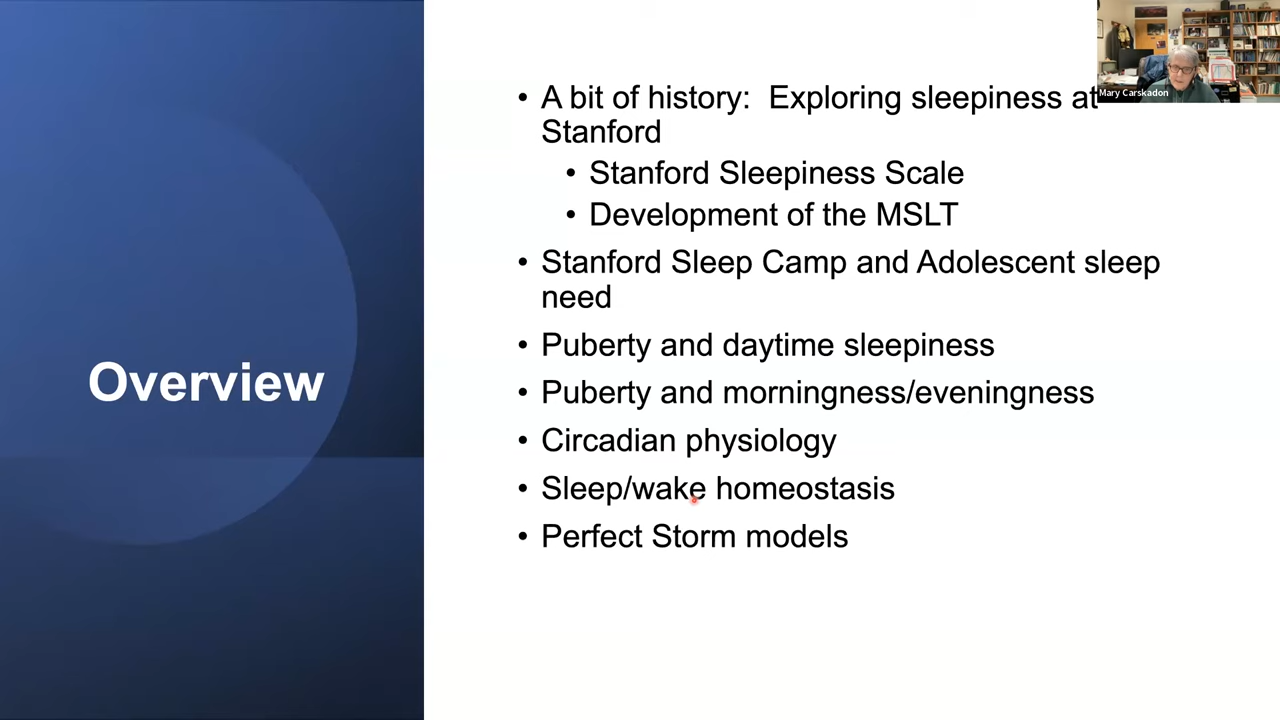 Overview
• A bit of history:  Exploring sleepiness at
Stanford
• Stanford Sleepiness Scale
• Development of the MSLT
• Stanford Sleep Camp and Adolescent sleep
need
• Puberty and daytime sleepiness
• Puberty and morningness/eveningness
• Circadian physiology
• Sleep/wake homeostasis
• Perfect Storm models
Mary Carskadon